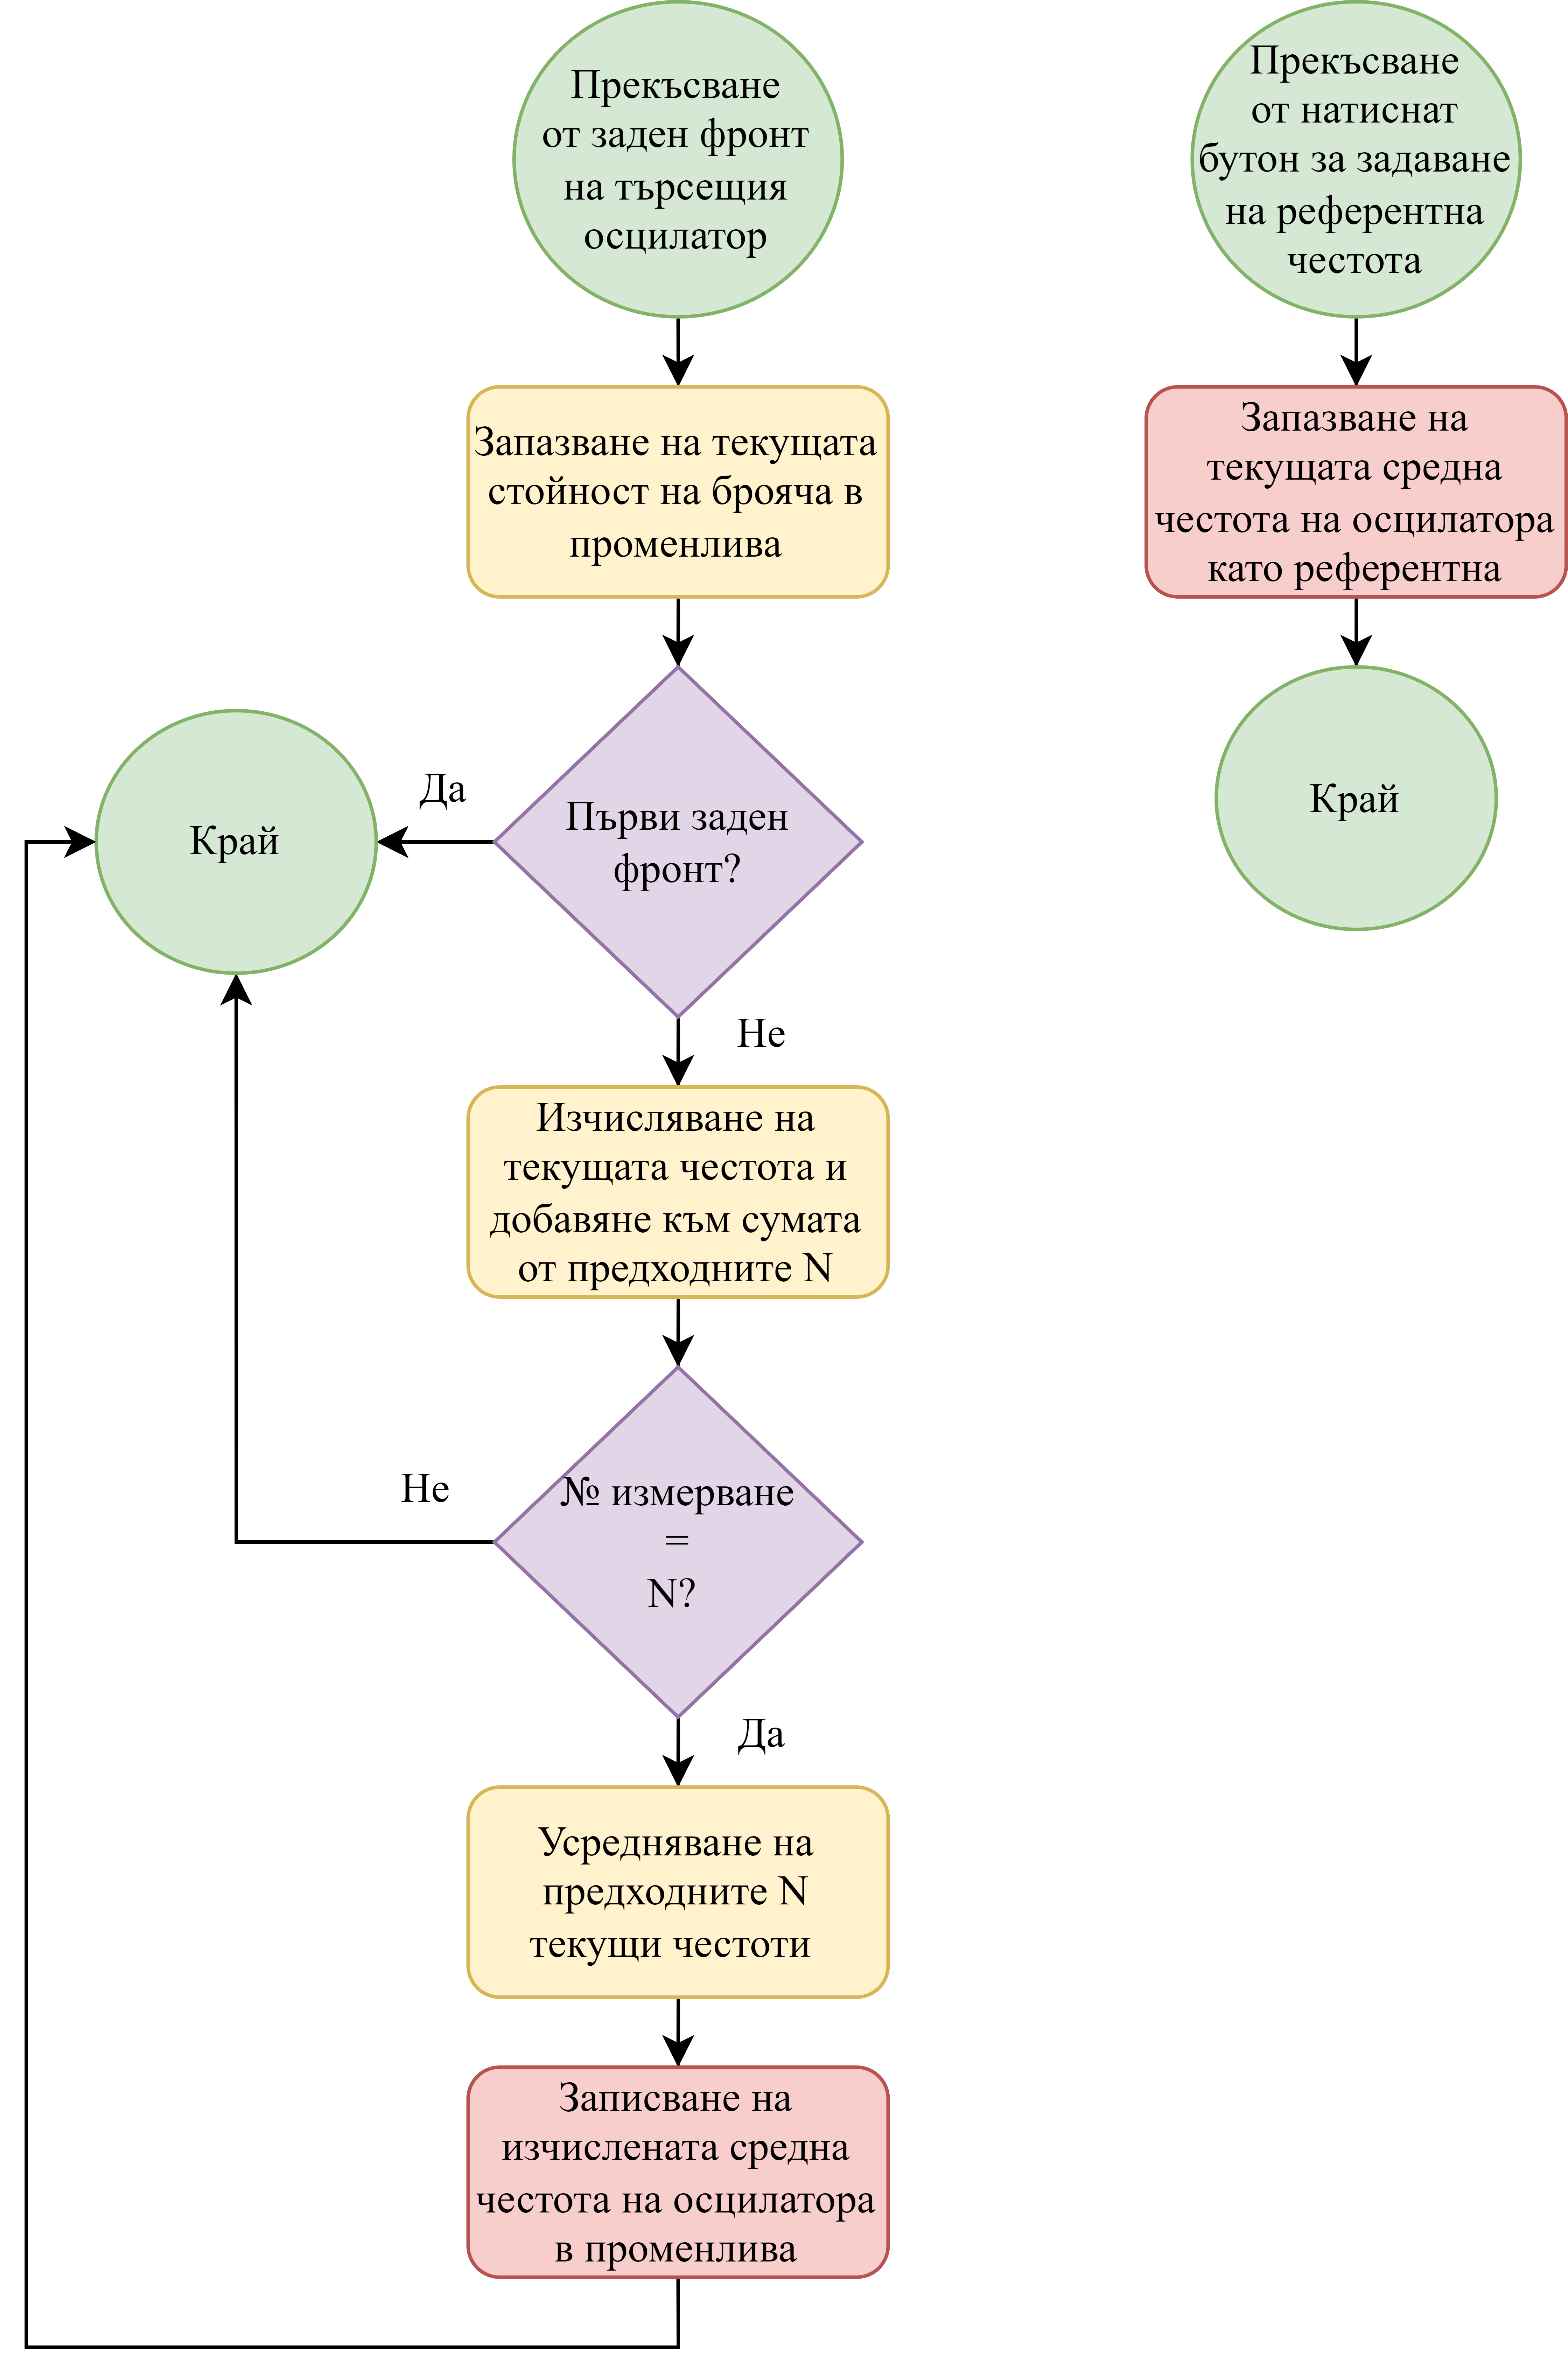 Прекъсване
от заден фронт
на търсещия
осцилатор
Запазване на текущата
стойност на брояча в
променлива
Първи заден
фронт?
Да
Край
Не
Изчисляване на
текущата честота и
добавяне към сумата
от предходните N
№ измерване
=
N?
Не
Да
Усредняване на
предходните N
текущи честоти
Записване на
изчислената средна
честота на осцилатора
в променлива
Прекъсване
от натиснат
бутон за задаване
на референтна
честота
Запазване на
текущата средна
честота на осцилатора
като референтна
Край